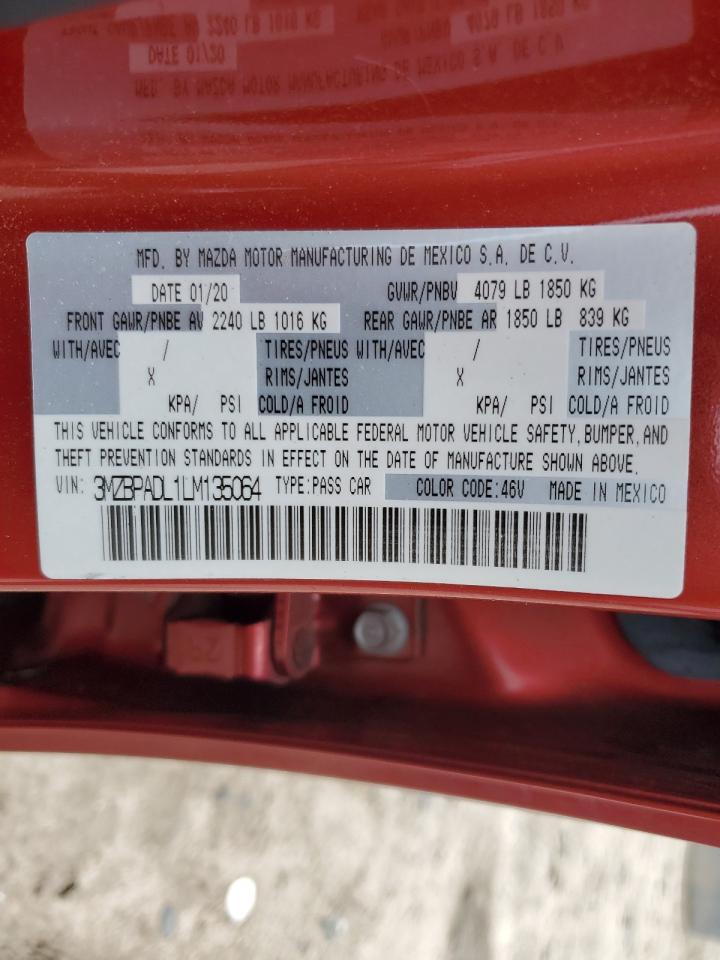 MFD. BY MAZDA MOTOR MANUFACTURING DE MEXICO S.A. DE C.V.
DATE 01/20 GVWR/PNBV 4079 LB 1850 KG
FRONT GAWR/PNBE AV 2240 LB 1016 KG REAR GAWR/PNBE AR 1850 LB 839 KG
WITH/AVEC / TIRES/PNEUS WITH/AVEC / TIRES/PNEUS
X RIMS/JANTES X RIMS/JANTES
KPA/ PSI COLD/A FROID KPA/ PSI COLD/A FROID
THIS VEHICLE CONFORMS TO ALL APPLICABLE FEDERAL MOTOR VEHICLE SAFETY, BUMPER, AND
THEFT PREVENTION STANDARDS IN EFFECT ON THE DATE OF MANUFACTURE SHOWN ABOVE.
VIN: 3MZBPADL1LM135064 TYPE:PASS CAR COLOR CODE:46V MADE IN MEXICO